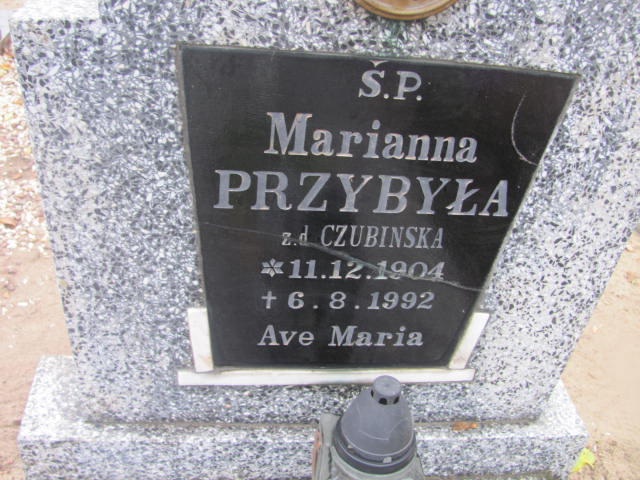 Ś.P.
Marianna
PRZYBYŁA
z.d CZUBINSKA
* 11.12.1904
† 6.8.1992
Ave Maria